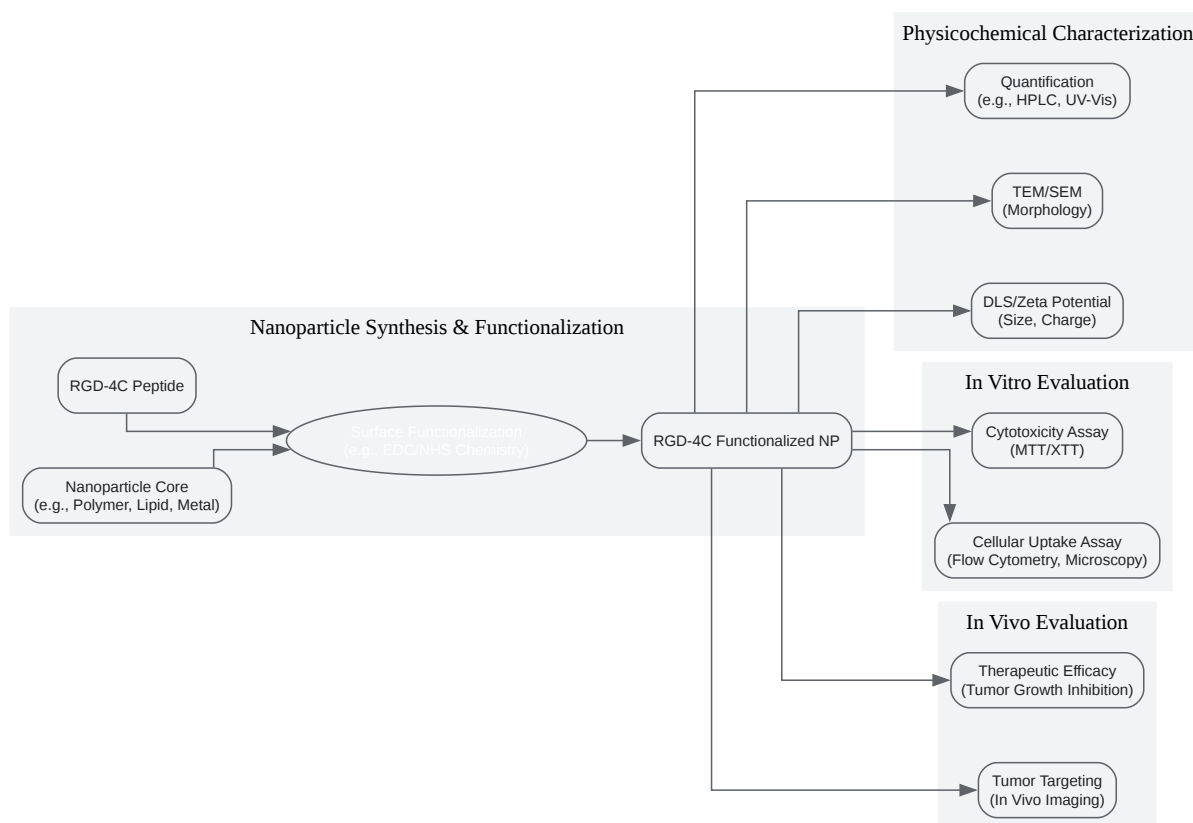 Physicochemical Characterization
Quantification
(e.g., HPLC, UV-Vis)
TEM/SEM
(Morphology)
DLS/Zeta Potential
(Size, Charge)
Nanoparticle Synthesis & Functionalization
RGD-4C Peptide
Nanoparticle Core
(e.g., Polymer, Lipid, Metal)
Surface Functionalization
(e.g., EDC/NHS Chemistry)
RGD-4C Functionalized NP
In Vitro Evaluation
Cytotoxicity Assay
(MTT/XTT)
Cellular Uptake Assay
(Flow Cytometry, Microscopy)
In Vivo Evaluation
Therapeutic Efficacy
(Tumor Growth Inhibition)
Tumor Targeting
(In Vivo Imaging)